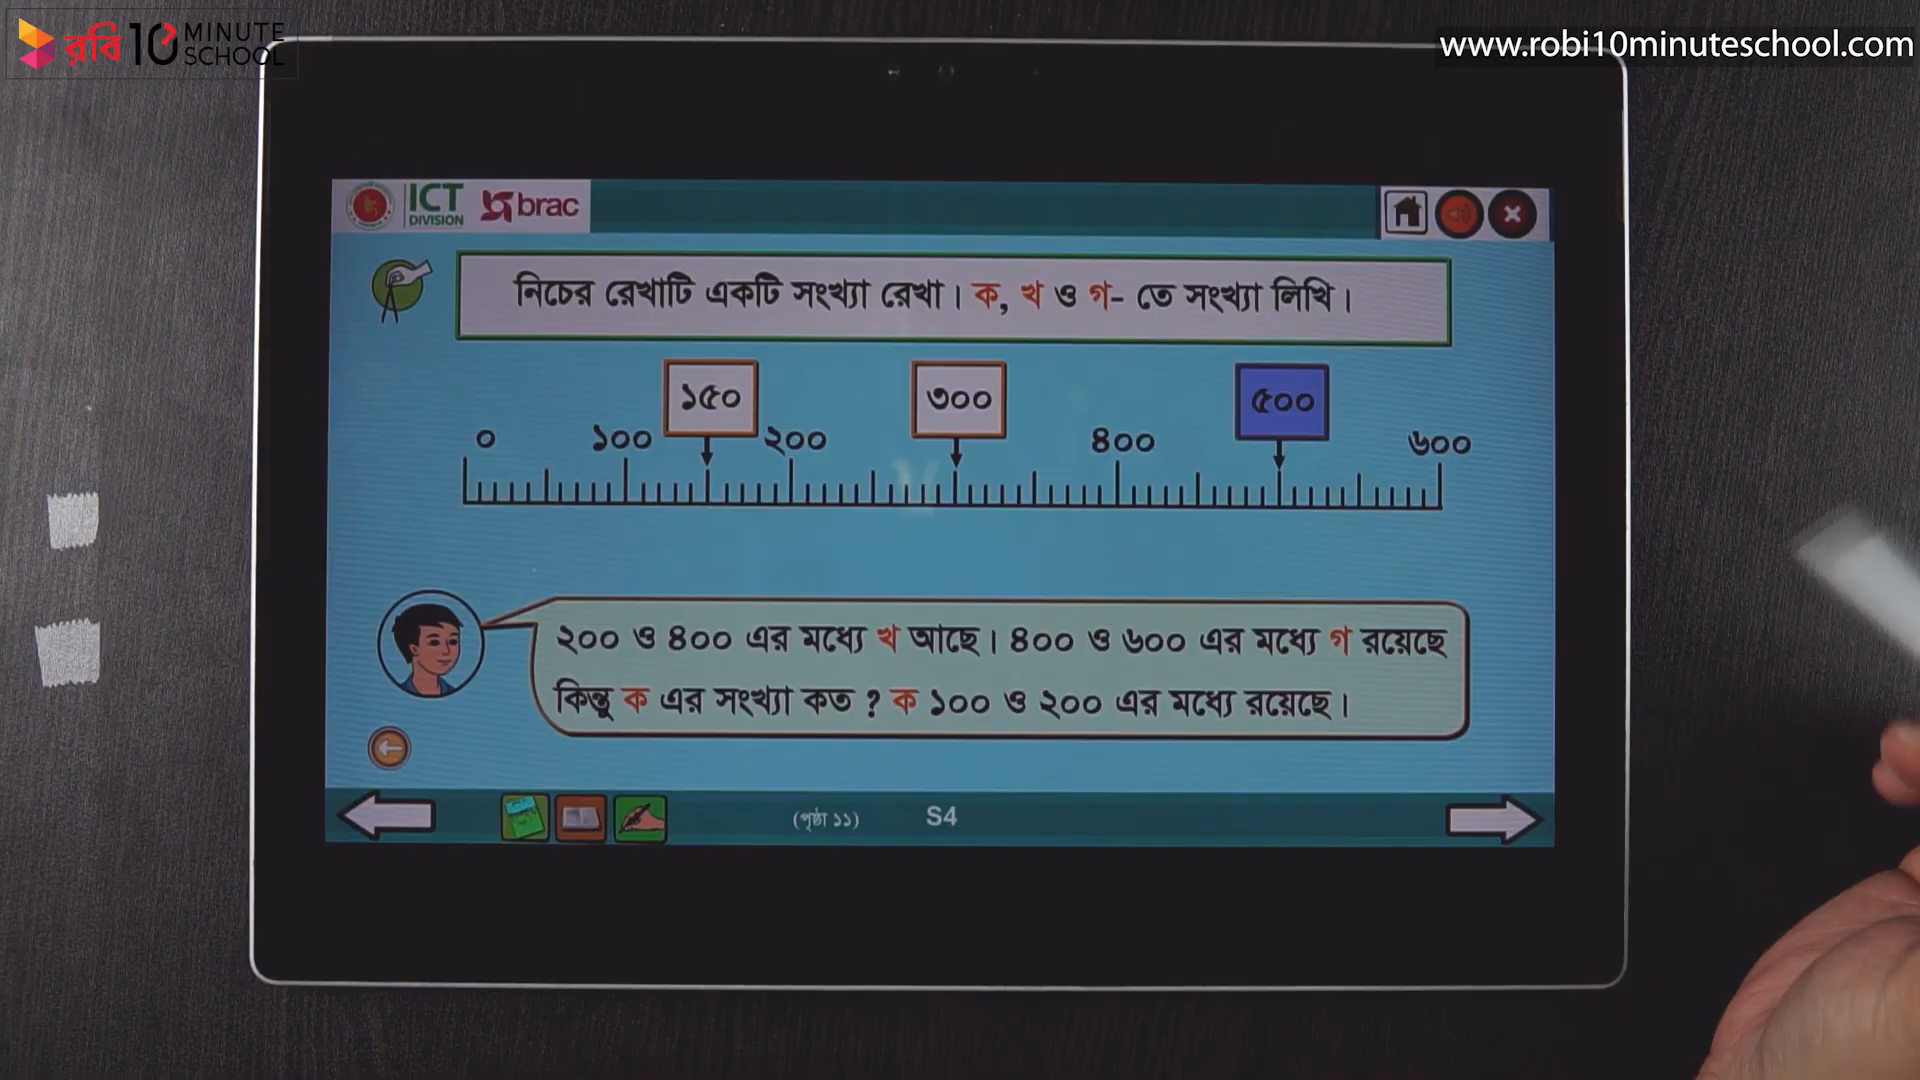 রবি 10 MINUTE SCHOOL
www.robi10minuteschool.com
ICT DIVISION brac
নিচের রেখাটি একটি সংখ্যা রেখা। ক, খ ও গ- তে সংখ্যা লিখি।
১৫০ ৩০০ ৫০০
০ ১০০ ২০০ ৪০০ ৬০০
২০০ ও ৪০০ এর মধ্যে খ আছে। ৪০০ ও ৬০০ এর মধ্যে গ রয়েছে
কিন্তু ক এর সংখ্যা কত ? ক ১০০ ও ২০০ এর মধ্যে রয়েছে।
(পৃষ্ঠা ১১) S4